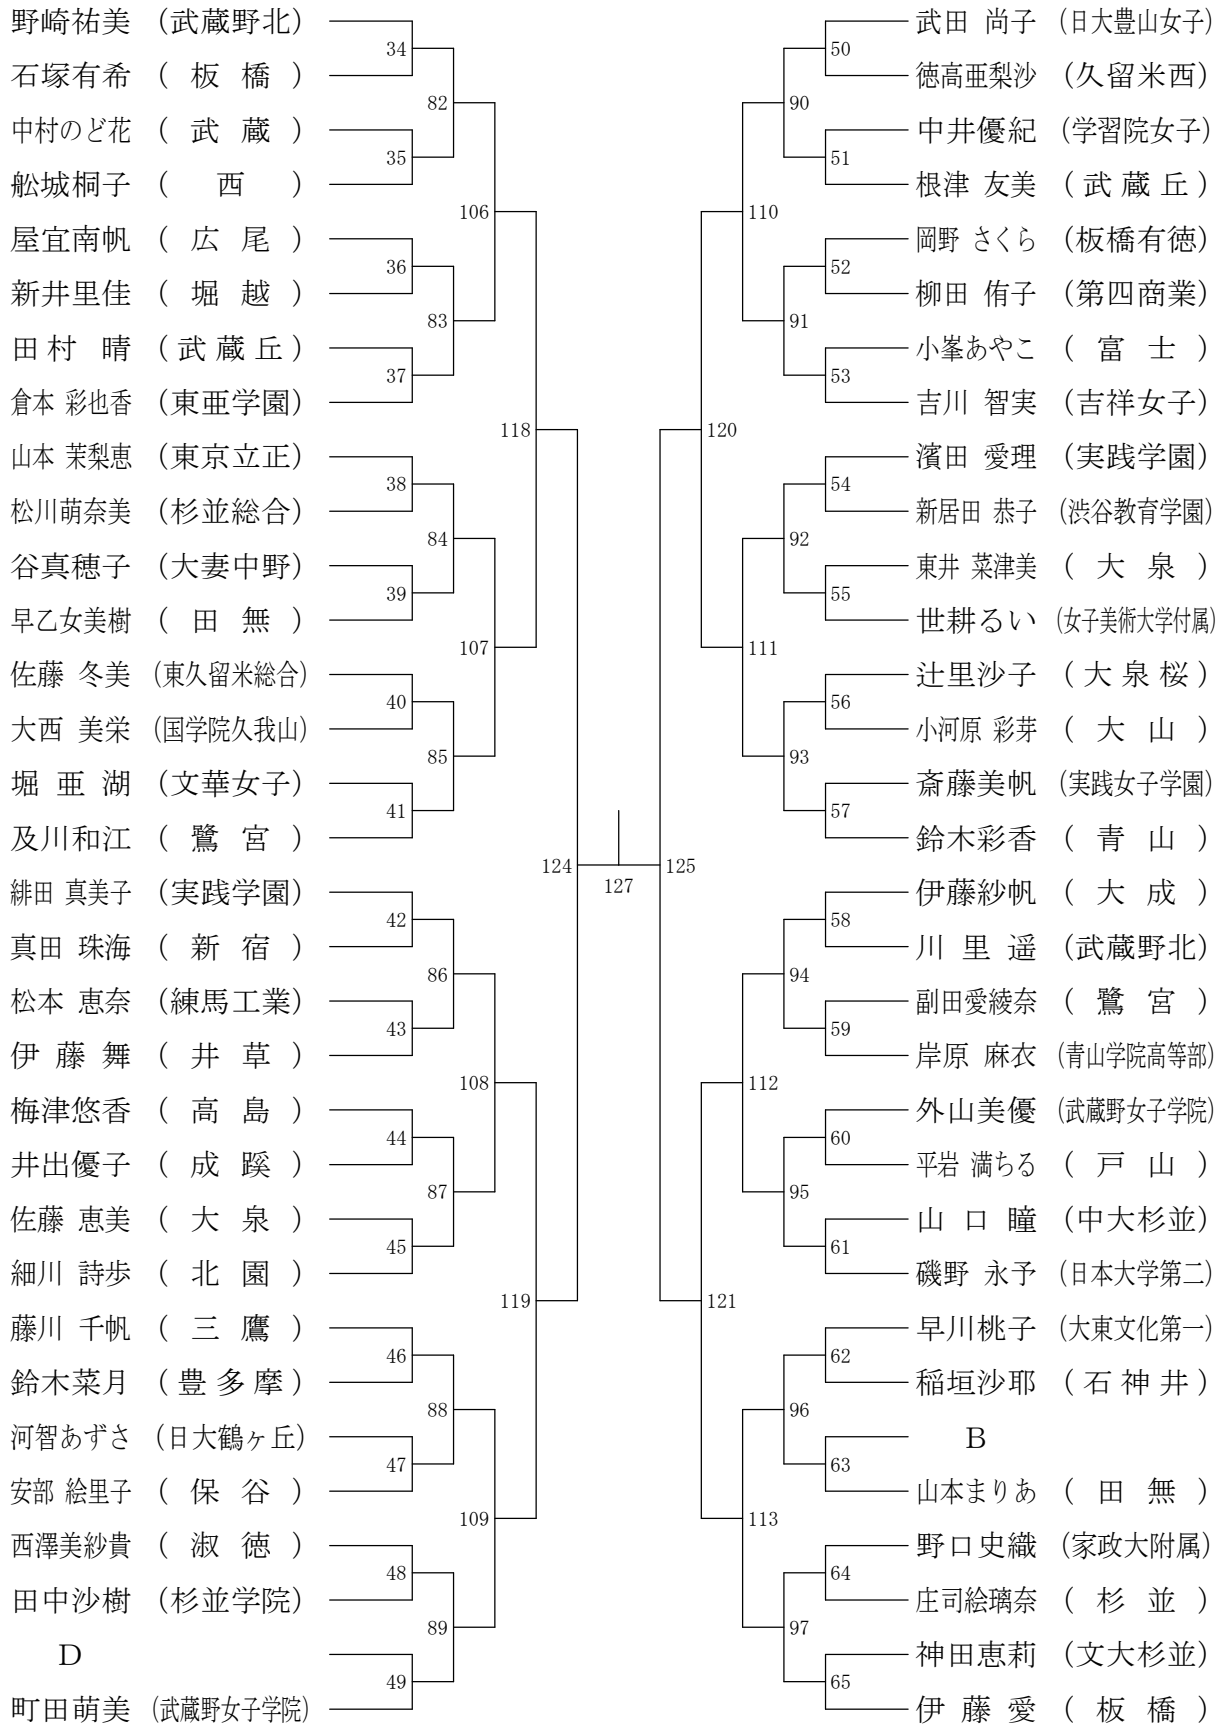 野崎祐美 (武蔵野北)
34
石塚有希 ( 板 橋 )
82
中村のど花 ( 武 蔵 )
35
舩城桐子 ( 西 )
106
屋宜南帆 ( 広 尾 )
36
新井里佳 ( 堀 越 )
83
田村 晴 (武蔵丘)
37
倉本 彩也香 (東亜学園)
118
山本 茉梨恵 (東京立正)
38
松川萌奈美 (杉並総合)
84
谷真穂子 (大妻中野)
39
早乙女美樹 ( 田 無 )
107
佐藤 冬美 (東久留米総合)
40
大西 美栄 (国学院久我山)
85
堀 亜 湖 (文華女子)
41
及川和江 ( 鷺 宮 )
124
緋田 真美子 (実践学園)
42
真田 珠海 ( 新 宿 )
86
松本 恵奈 (練馬工業)
43
伊 藤 舞 ( 井 草 )
108
梅津悠香 ( 高 島 )
44
井出優子 ( 成 蹊 )
87
佐藤 恵美 ( 大 泉 )
45
細川 詩歩 ( 北 園 )
119
藤川 千帆 ( 三 鷹 )
46
鈴木菜月 (豊多摩)
88
河智あずさ (日大鶴ヶ丘)
47
安部 絵里子 ( 保 谷 )
109
西澤美紗貴 ( 淑 徳 )
48
田中沙樹 (杉並学院)
89
D
49
町田萌美 (武蔵野女子学院)
127
武田 尚子 (日大豊山女子)
50
徳高亜梨沙 (久留米西)
90
中井優紀 (学習院女子)
51
根津 友美 (武蔵丘)
110
岡野 さくら (板橋有徳)
52
柳田 侑子 (第四商業)
91
小峯あやこ ( 富 士 )
53
吉川 智実 (吉祥女子)
120
濱田 愛理 (実践学園)
54
新居田 恭子 (渋谷教育学園)
92
東井 菜津美 ( 大 泉 )
55
世耕るい (女子美術大学付属)
111
辻里沙子 (大泉桜)
56
小河原 彩芽 ( 大 山 )
93
斎藤美帆 (実践女子学園)
57
鈴木彩香 ( 青 山 )
125
伊藤紗帆 ( 大 成 )
58
川 里 遥 (武蔵野北)
94
副田愛綾奈 ( 鷺 宮 )
59
岸原 麻衣 (青山学院高等部)
112
外山美優 (武蔵野女子学院)
60
平岩 満ちる ( 戸 山 )
95
山 口 瞳 (中大杉並)
61
磯野 永予 (日本大学第二)
121
早川桃子 (大東文化第一)
62
稲垣沙耶 (石神井)
96
B
63
山本まりあ ( 田 無 )
113
野口史織 (家政大附属)
64
庄司絵璃奈 ( 杉 並 )
97
神田恵莉 (文大杉並)
65
伊 藤 愛 ( 板 橋 )